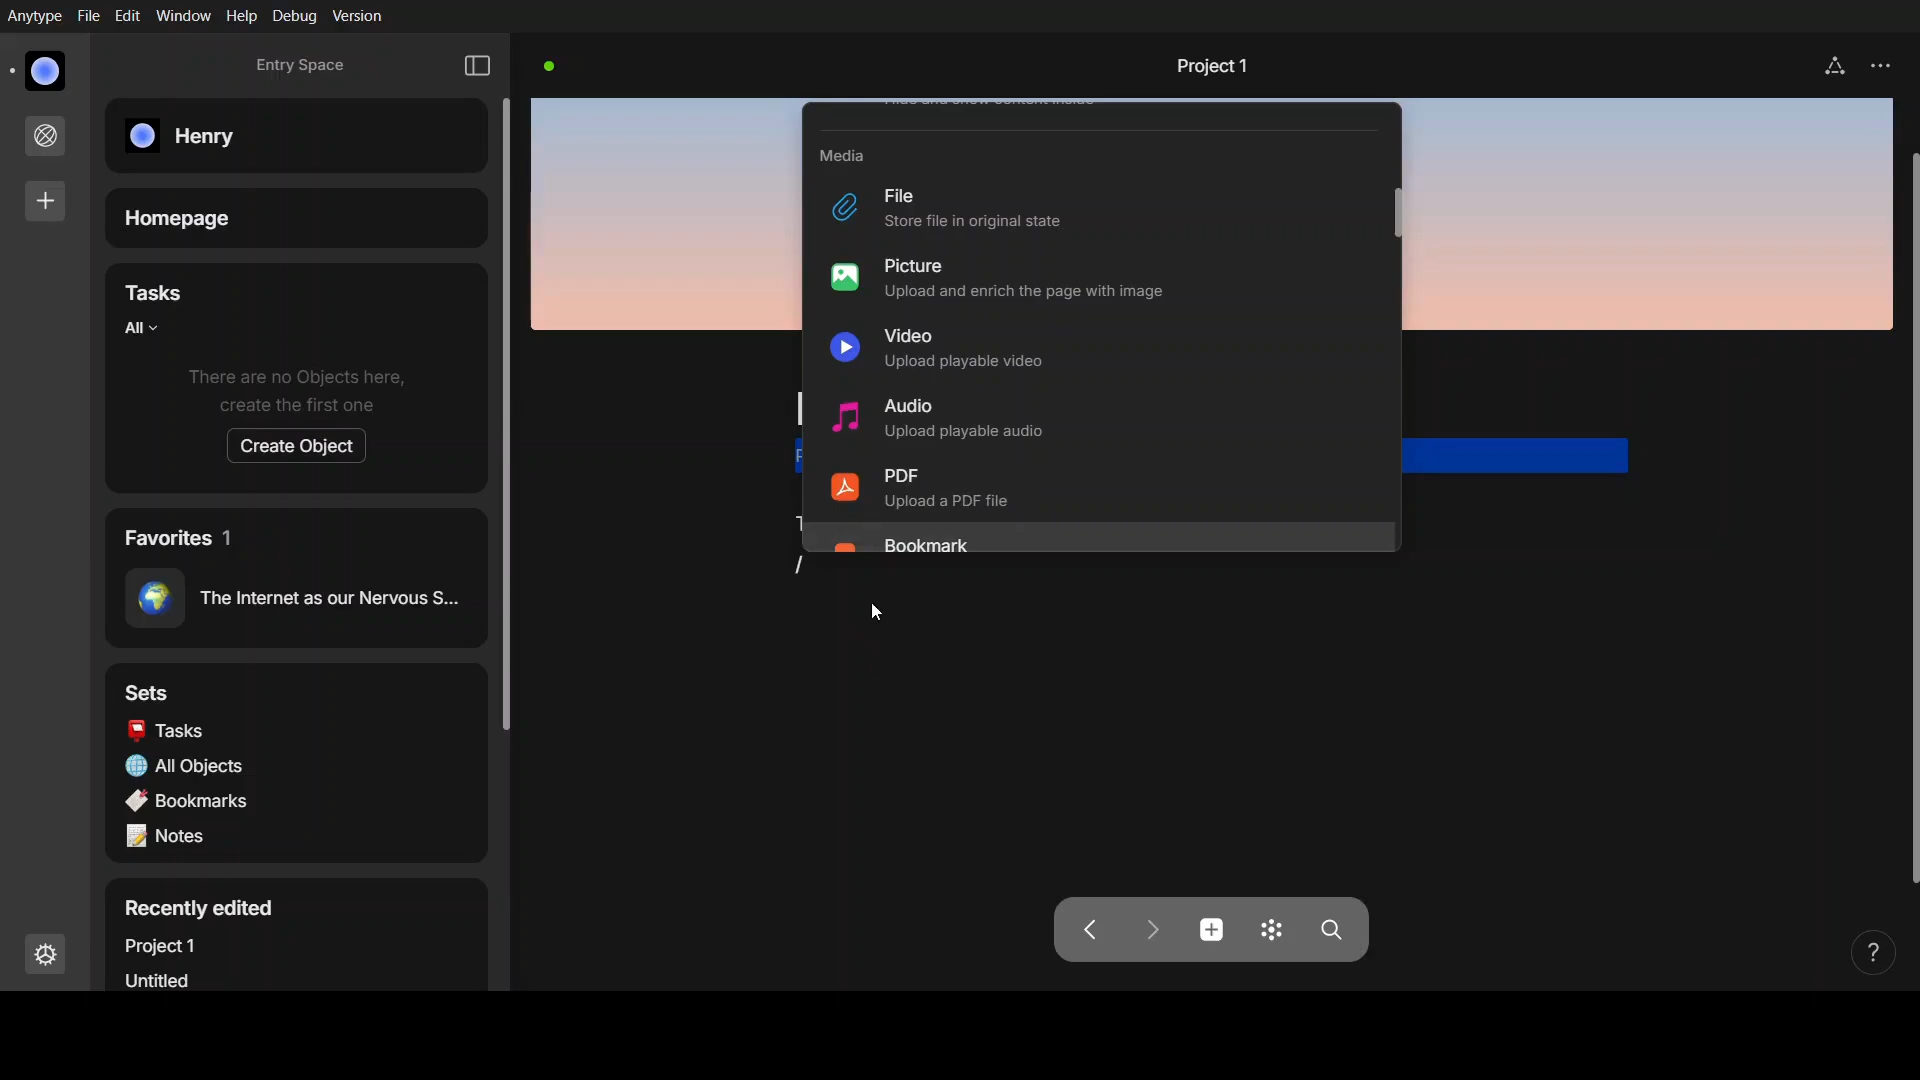 Anytype File Edit Window Help Debug Version
Entry Space
Project 1
Henry
Homepage
Tasks
All
There are no Objects here,
create the first one
Create Object
Favorites 1
The Internet as our Nervous S...
Sets
Tasks
All Objects
Bookmarks
Notes
Recently edited
Project 1
Untitled
Media
File
Store file in original state
Picture
Upload and enrich the page with image
Video
Upload playable video
Audio
Upload playable audio
PDF
Upload a PDF file
Bookmark
/
?